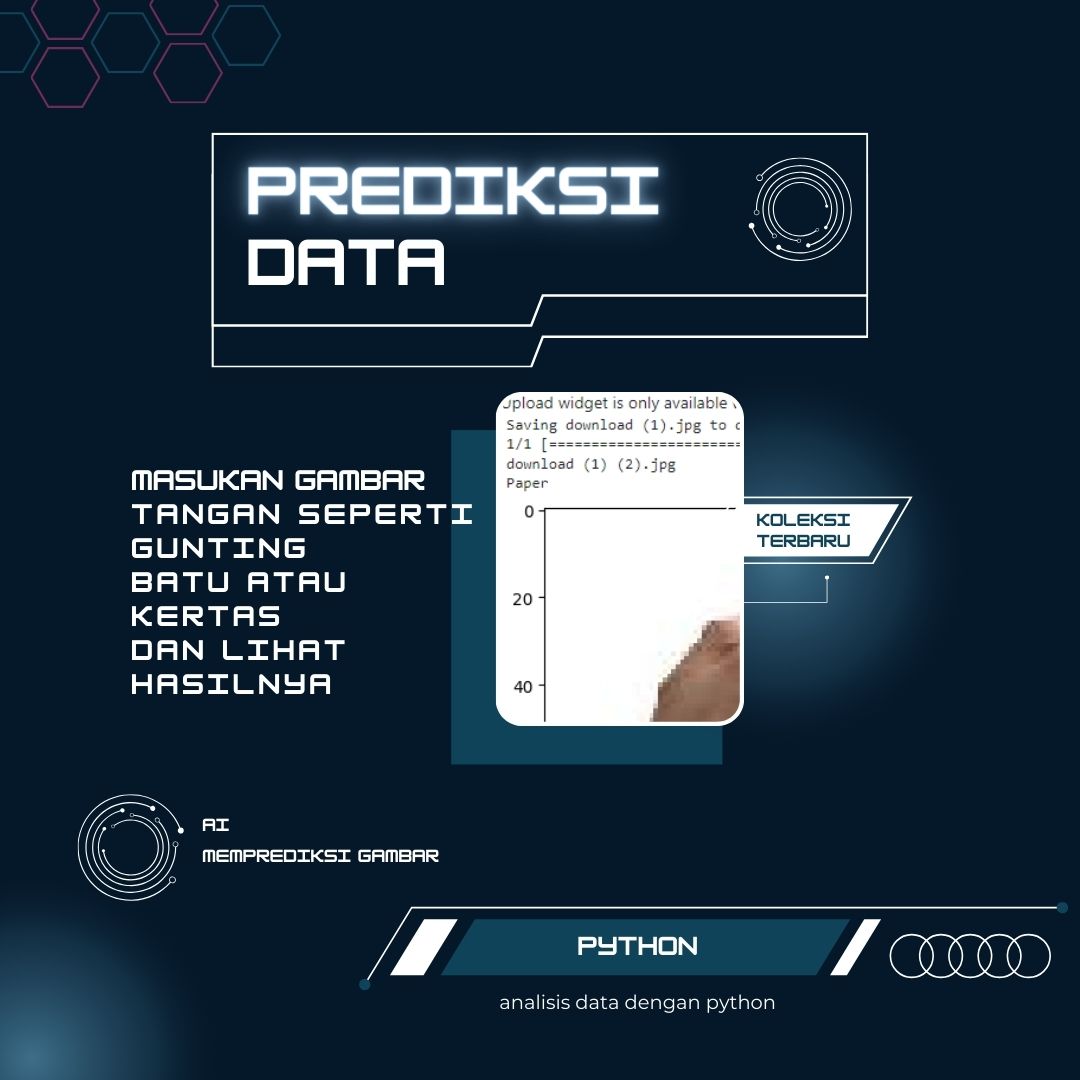 PREDIKSI
DATA
Upload widget is only available
Saving download (1).jpg to
1/1 [=======================
download (1) (2).jpg
Paper
0
20
40
MASUKAN GAMBAR
TANGAN SEPERTI
GUNTING
BATU ATAU
KERTAS
DAN LIHAT
HASILNYA
KOLEKSI
TERBARU
AI
MEMPREDIKSI GAMBAR
PYTHON
analisis data dengan python